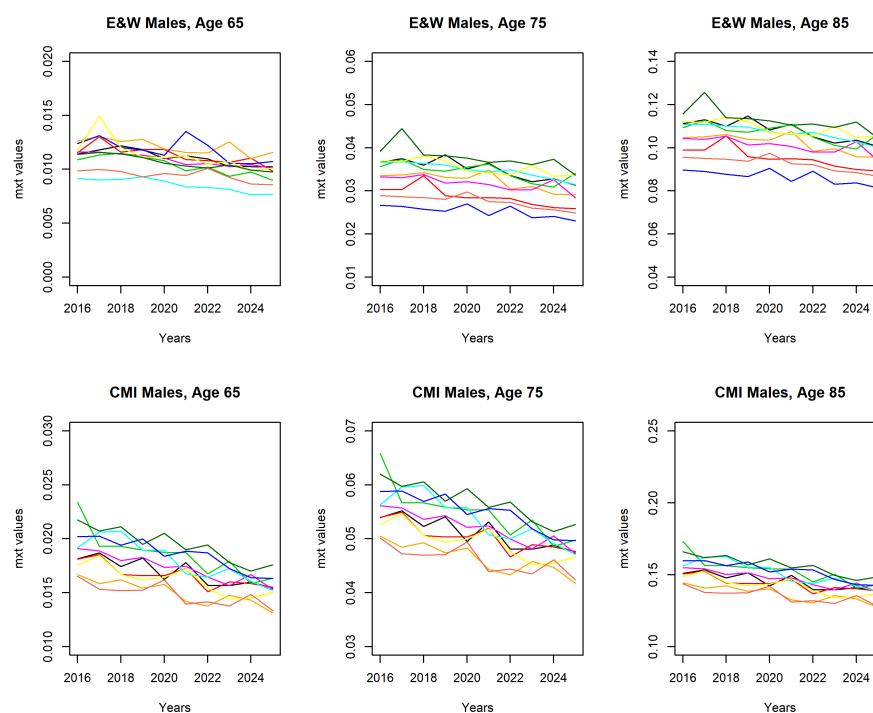 E&W Males, Age 65
E&W Males, Age 75
E&W Males, Age 85
mxt values
0.000 0.005 0.010 0.015 0.020
2016 2018 2020 2022 2024
Years
mxt values
0.01 0.02 0.03 0.04 0.05 0.06
2016 2018 2020 2022 2024
Years
mxt values
0.04 0.06 0.08 0.10 0.12 0.14
2016 2018 2020 2022 2024
Years
CMI Males, Age 65
CMI Males, Age 75
CMI Males, Age 85
mxt values
0.010 0.015 0.020 0.025 0.030
2016 2018 2020 2022 2024
Years
mxt values
0.03 0.04 0.05 0.06 0.07
2016 2018 2020 2022 2024
Years
mxt values
0.10 0.15 0.20 0.25
2016 2018 2020 2022 2024
Years